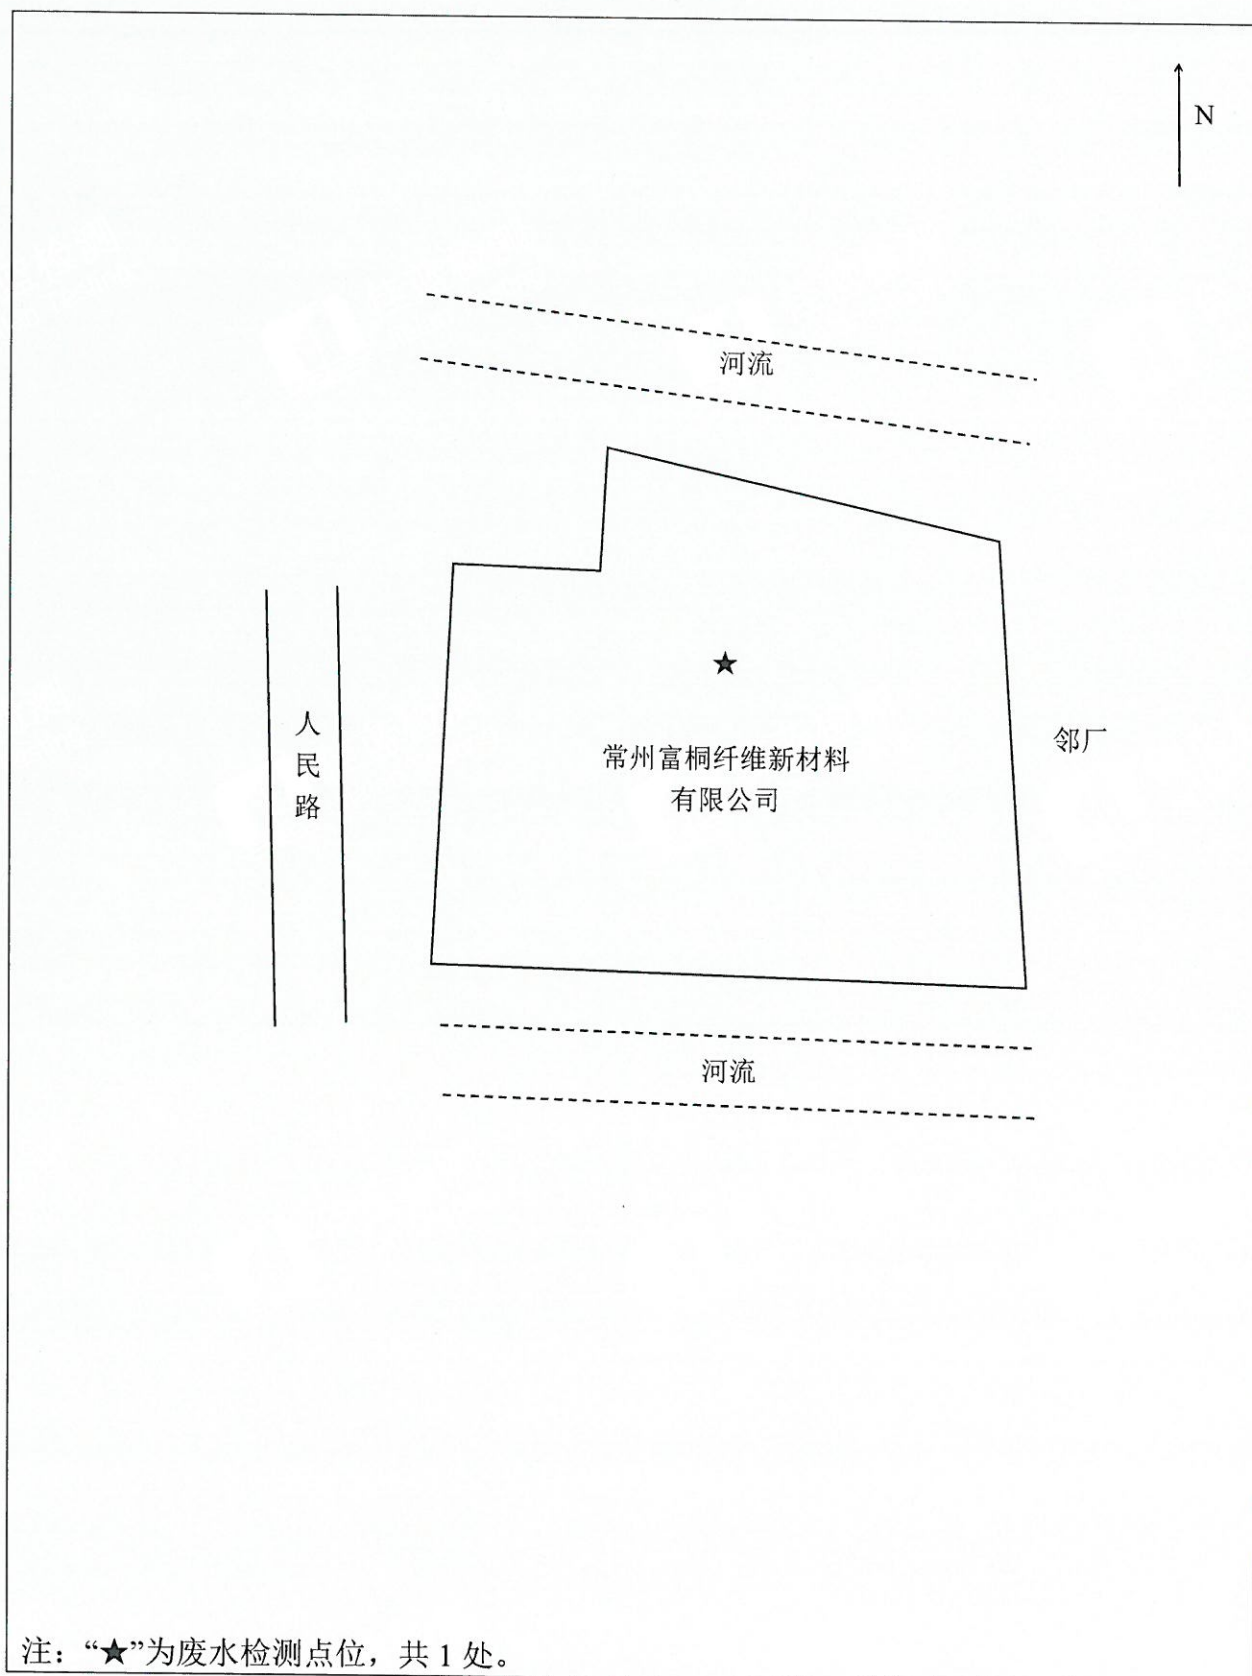 N
河流
人
民
路
常州富桐纤维新材料
有限公司
邻厂
河流
注：“★”为废水检测点位，共 1 处。